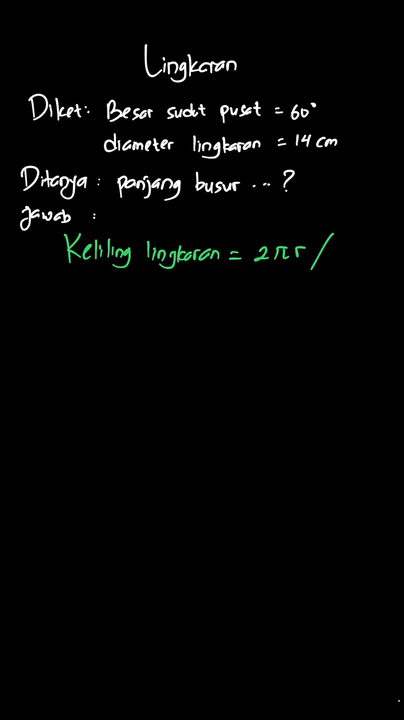 Lingkaran
Diket: Besar sudut pusat = 60°
diameter lingkaran = 14 cm
Ditanya : panjang busur ... ?
Jawab :
Keliling lingkaran = 2πr /